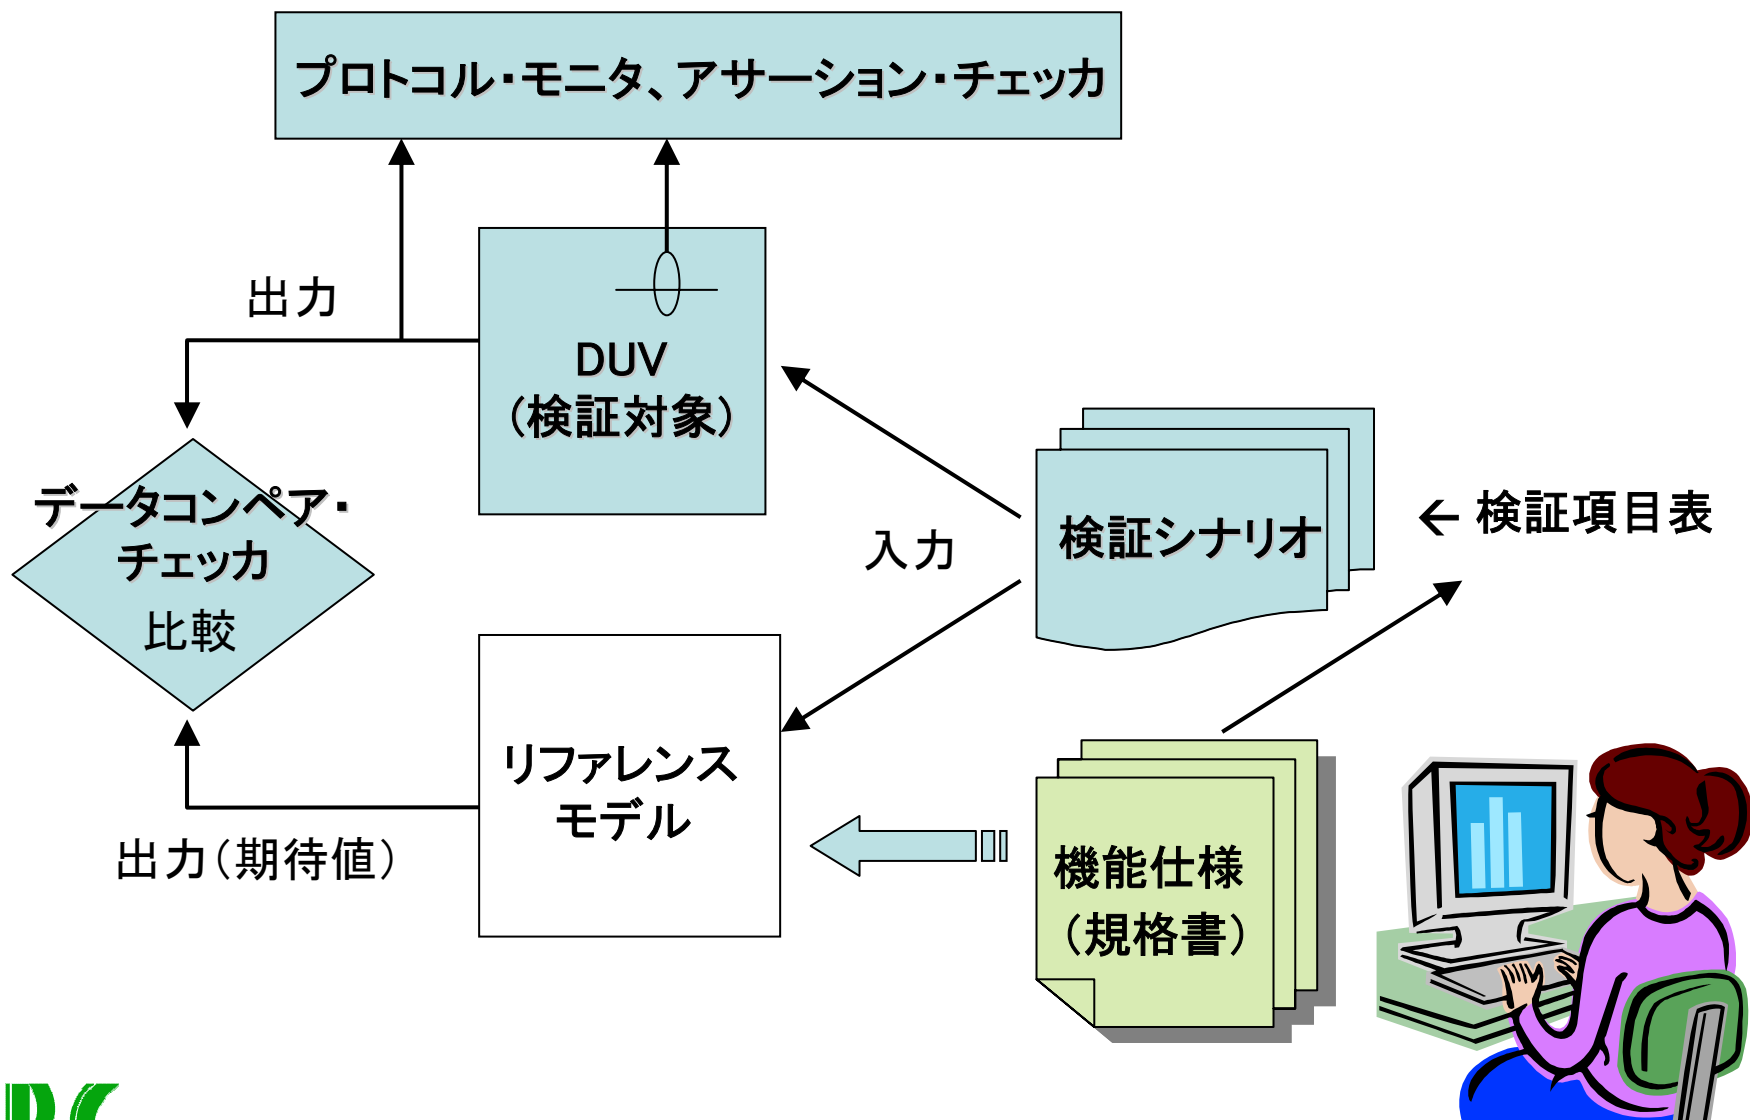 プロトコル・モニタ、アサーション・チェッカ
出力
DUV
（検証対象）
データコンペア・
チェッカ
比較
入力
検証シナリオ
← 検証項目表
リファレンス
モデル
出力（期待値）
機能仕様
（規格書）